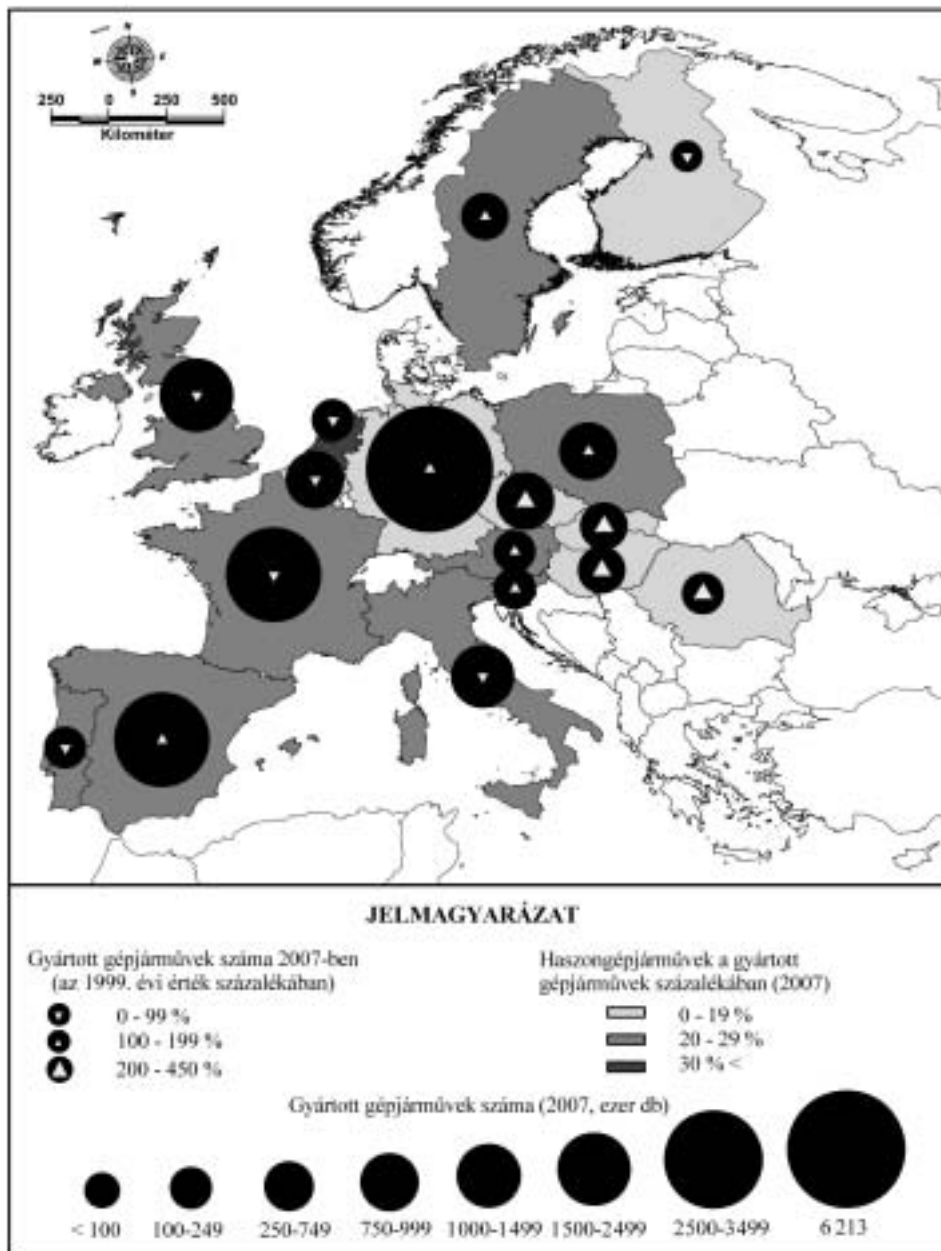 N
W E
S
250 0 250 500
Kilométer
JELMAGYARÁZAT
Gyártott gépjárművek száma 2007-ben
(az 1999. évi érték százalékában)
0 - 99 %
100 - 199 %
200 - 450 %
Haszongépjárművek a gyártott
gépjárművek százalékában (2007)
0 - 19 %
20 - 29 %
30 % <
Gyártott gépjárművek száma (2007, ezer db)
< 100 100-249 250-749 750-999 1000-1499 1500-2499 2500-3499 6 213